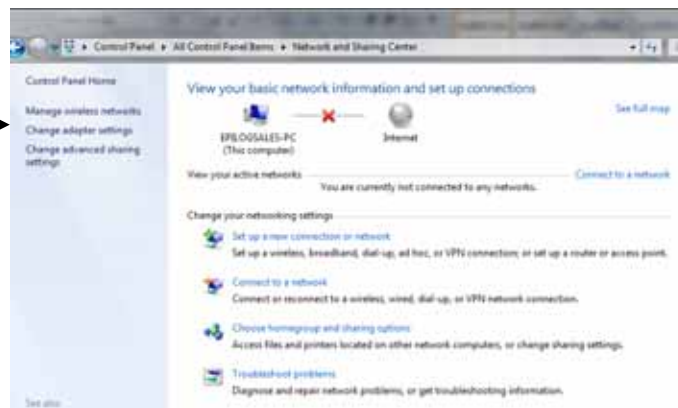 Control Panel ▸ All Control Panel Items ▸ Network and Sharing Center
Control Panel Home
Manage wireless networks
Change adapter settings
Change advanced sharing
settings
See also
View your basic network information and set up connections
See full map
EPILOGSALES-PC
(This computer)
Internet
View your active networks
Connect to a network
You are currently not connected to any networks.
Change your networking settings
Set up a new connection or network
Set up a wireless, broadband, dial-up, ad hoc, or VPN connection; or set up a router or access point.
Connect to a network
Connect or reconnect to a wireless, wired, dial-up, or VPN network connection.
Choose homegroup and sharing options
Access files and printers located on other network computers, or change sharing settings.
Troubleshoot problems
Diagnose and repair network problems, or get troubleshooting information.